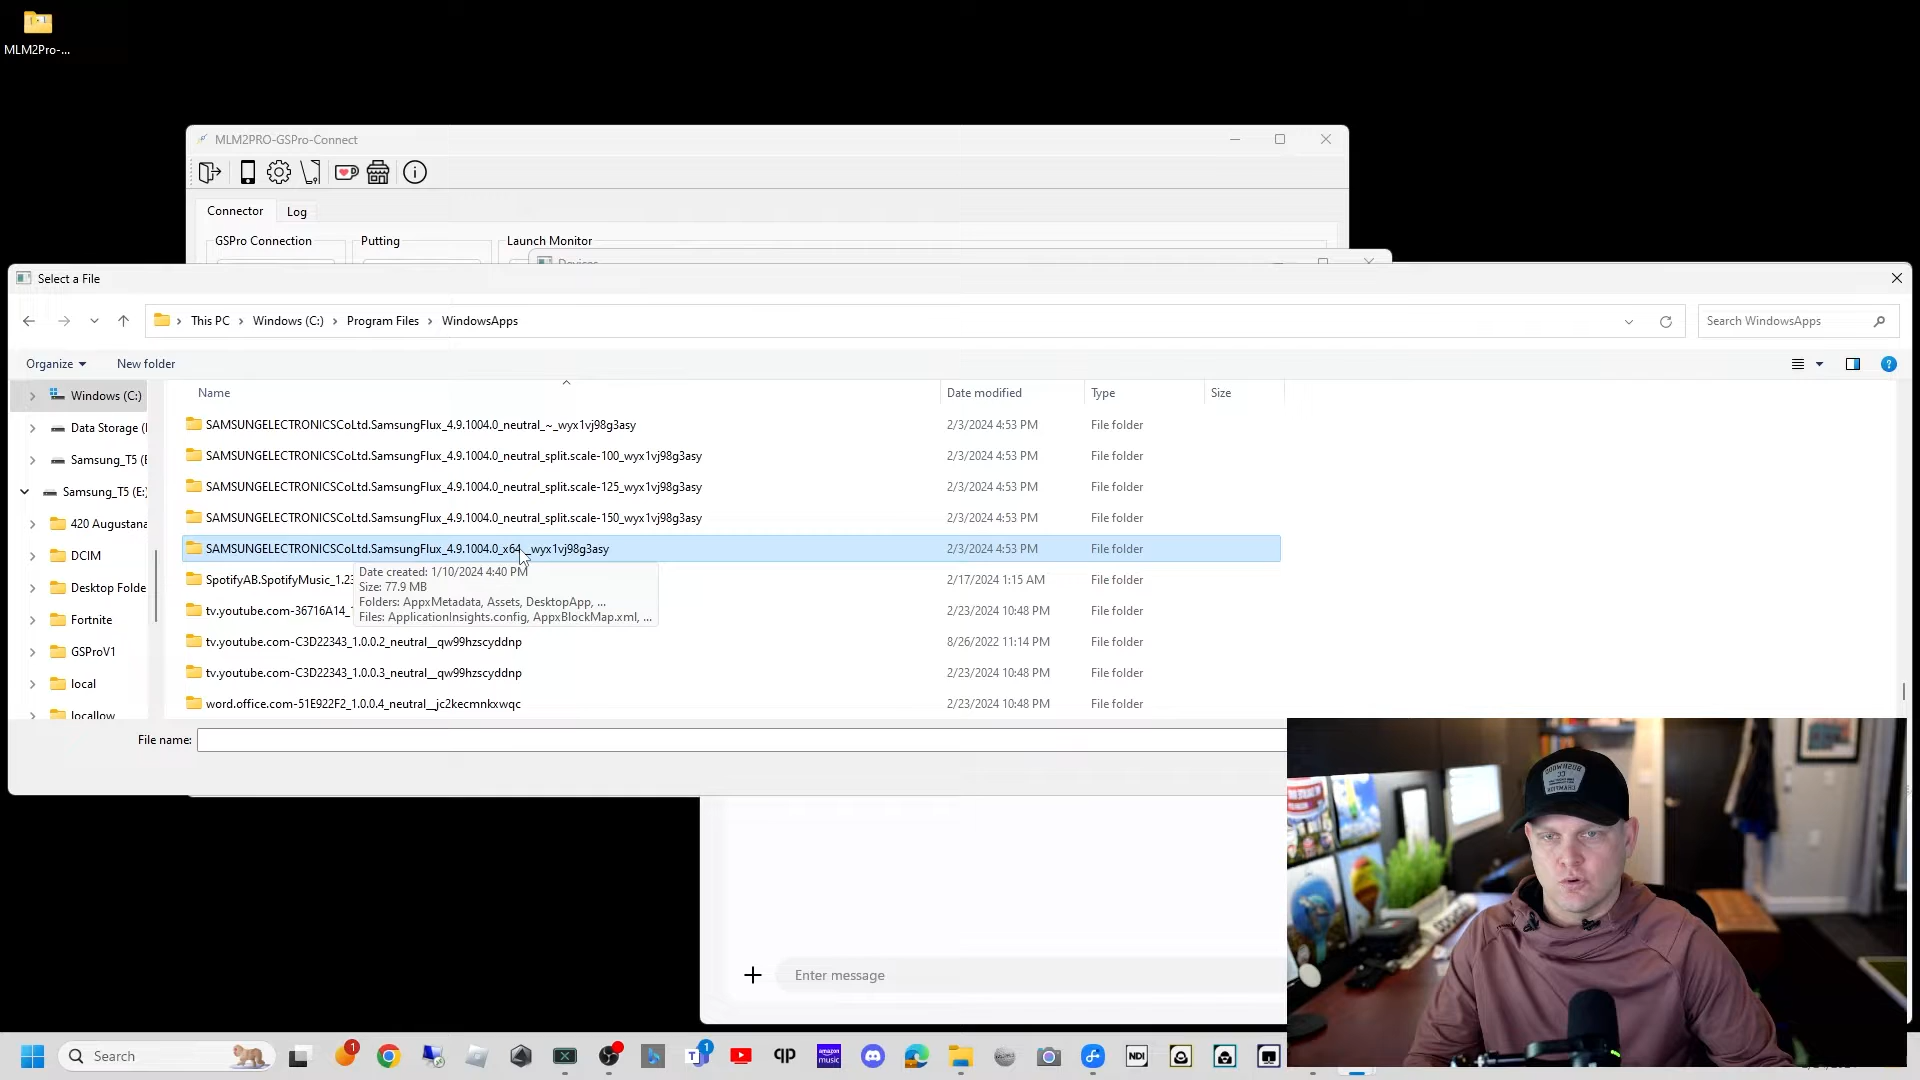 MLM2Pro-...
MLM2PRO-GSPro-Connect
Connector
Log
GSPro Connection
Putting
Launch Monitor
Devices
Select a File
This PC > Windows (C:) > Program Files > WindowsApps
Search WindowsApps
Organize
New folder
Name
Date modified
Type
Size
Windows (C:)
Data Storage (
Samsung_T5 (E
Samsung_T5 (E:)
420 Augustana
DCIM
Desktop Folde
Fortnite
GSProV1
local
locallow
SAMSUNGELECTRONICSCoLtd.SamsungFlux_4.9.1004.0_neutral_~_wyx1vj98g3asy 2/3/2024 4:53 PM File folder
SAMSUNGELECTRONICSCoLtd.SamsungFlux_4.9.1004.0_neutral_split.scale-100_wyx1vj98g3asy 2/3/2024 4:53 PM File folder
SAMSUNGELECTRONICSCoLtd.SamsungFlux_4.9.1004.0_neutral_split.scale-125_wyx1vj98g3asy 2/3/2024 4:53 PM File folder
SAMSUNGELECTRONICSCoLtd.SamsungFlux_4.9.1004.0_neutral_split.scale-150_wyx1vj98g3asy 2/3/2024 4:53 PM File folder
SAMSUNGELECTRONICSCoLtd.SamsungFlux_4.9.1004.0_x64__wyx1vj98g3asy 2/3/2024 4:53 PM File folder
SpotifyAB.SpotifyMusic_1.23 2/17/2024 1:15 AM File folder
tv.youtube.com-36716A14_ 2/23/2024 10:48 PM File folder
tv.youtube.com-C3D22343_1.0.0.2_neutral__qw99hzscyddnp 8/26/2022 11:14 PM File folder
tv.youtube.com-C3D22343_1.0.0.3_neutral__qw99hzscyddnp 2/23/2024 10:48 PM File folder
word.office.com-51E922F2_1.0.0.4_neutral__jc2kecmnkxwqc 2/23/2024 10:48 PM File folder
Date created: 1/10/2024 4:40 PM
Size: 77.9 MB
Folders: AppxMetadata, Assets, DesktopApp, ...
Files: ApplicationInsights.config, AppxBlockMap.xml, ...
File name:
BUSHWOOD
CC
Enter message
Search
1
1
amazon music
NDI